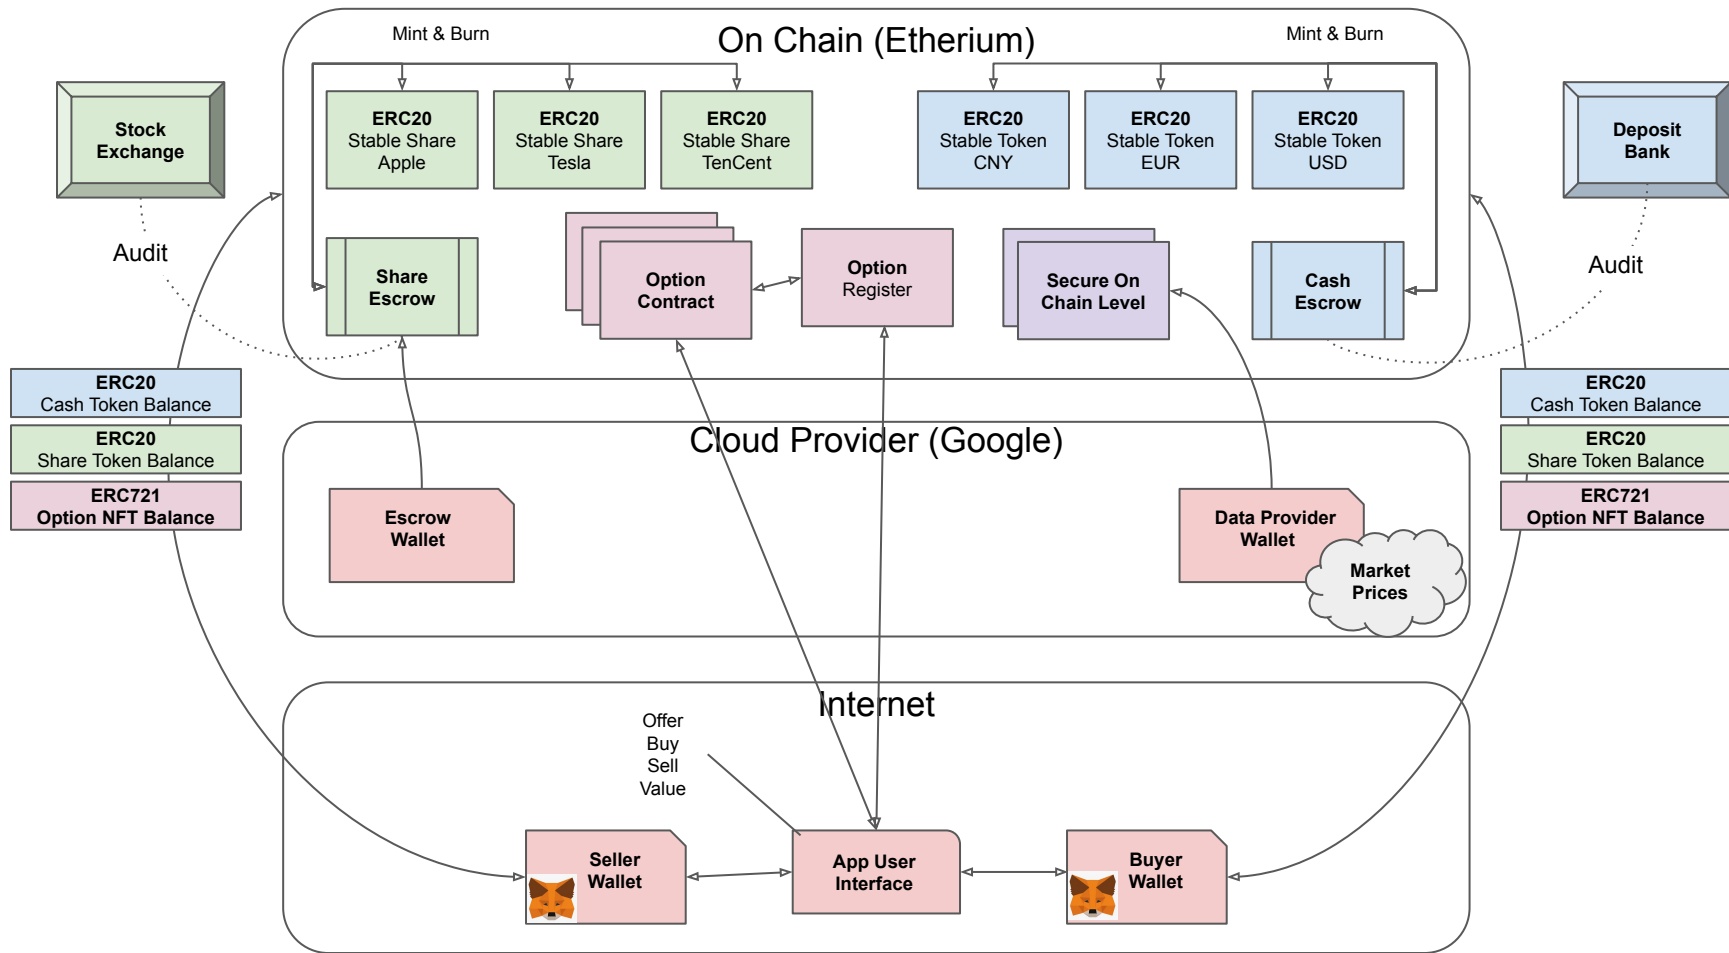 Mint & Burn
On Chain (Etherium)
Mint & Burn
Stock
Exchange
ERC20
Stable Share
Apple
ERC20
Stable Share
Tesla
ERC20
Stable Share
TenCent
ERC20
Stable Token
CNY
ERC20
Stable Token
EUR
ERC20
Stable Token
USD
Deposit
Bank
Audit
Share
Escrow
Option
Contract
Option
Register
Secure On
Chain Level
Cash
Escrow
Audit
ERC20
Cash Token Balance
ERC20
Share Token Balance
ERC721
Option NFT Balance
ERC20
Cash Token Balance
ERC20
Share Token Balance
ERC721
Option NFT Balance
Cloud Provider (Google)
Escrow
Wallet
Data Provider
Wallet
Market
Prices
Internet
Offer
Buy
Sell
Value
Seller
Wallet
App User
Interface
Buyer
Wallet